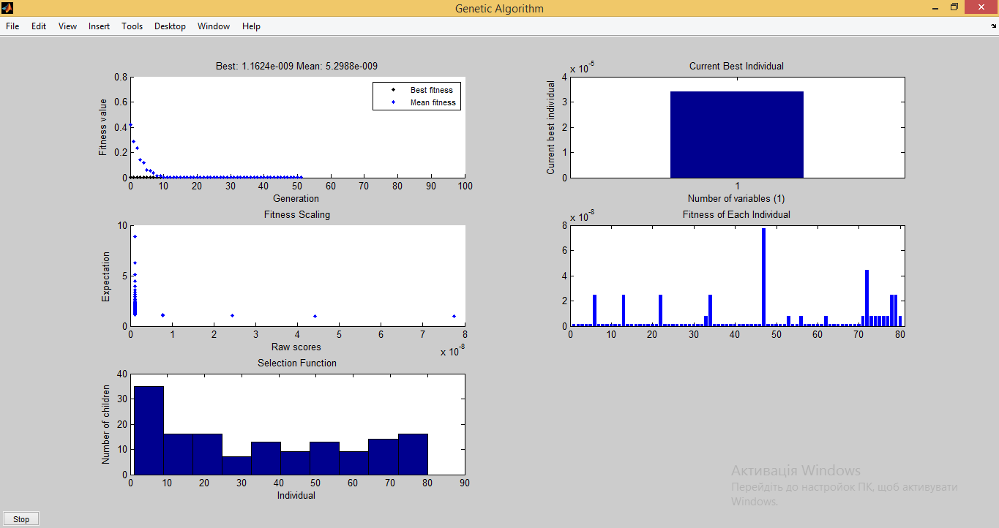 Genetic Algorithm
File Edit View Insert Tools Desktop Window Help
Best: 1.1624e-009 Mean: 5.2988e-009
Fitness value
0.8
0.6
0.4
0.2
0
Best fitness
Mean fitness
0 10 20 30 40 50 60 70 80 90 100
Generation
Current Best Individual
x 10^-5
Current best individual
4
3
2
1
0
1
Number of variables (1)
Fitness Scaling
Expectation
10
5
0
0 1 2 3 4 5 6 7 8
Raw scores
x 10^-8
Fitness of Each Individual
x 10^-8
8
6
4
2
0
0 10 20 30 40 50 60 70 80
Selection Function
Number of children
40
30
20
10
0
0 10 20 30 40 50 60 70 80 90
Individual
Активація Windows
Перейдіть до настройок ПК, щоб активувати
Windows.
Stop